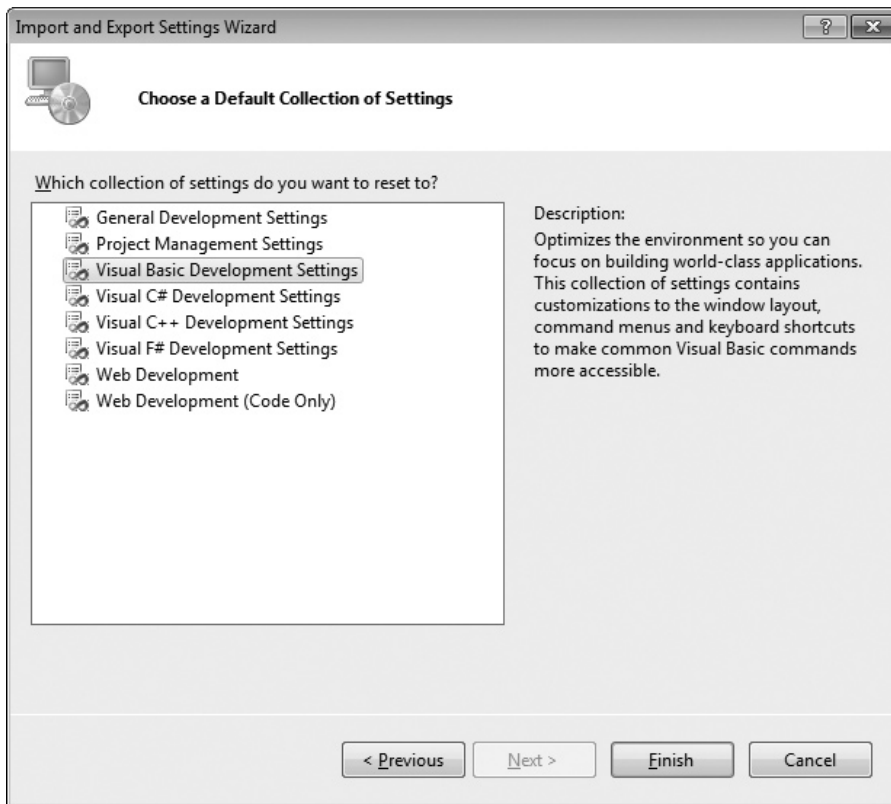 Import and Export Settings Wizard
?
Choose a Default Collection of Settings
Which collection of settings do you want to reset to?
General Development Settings
Project Management Settings
Visual Basic Development Settings
Visual C# Development Settings
Visual C++ Development Settings
Visual F# Development Settings
Web Development
Web Development (Code Only)
Description:
Optimizes the environment so you can
focus on building world-class applications.
This collection of settings contains
customizations to the window layout,
command menus and keyboard shortcuts
to make common Visual Basic commands
more accessible.
< Previous
Next >
Finish
Cancel